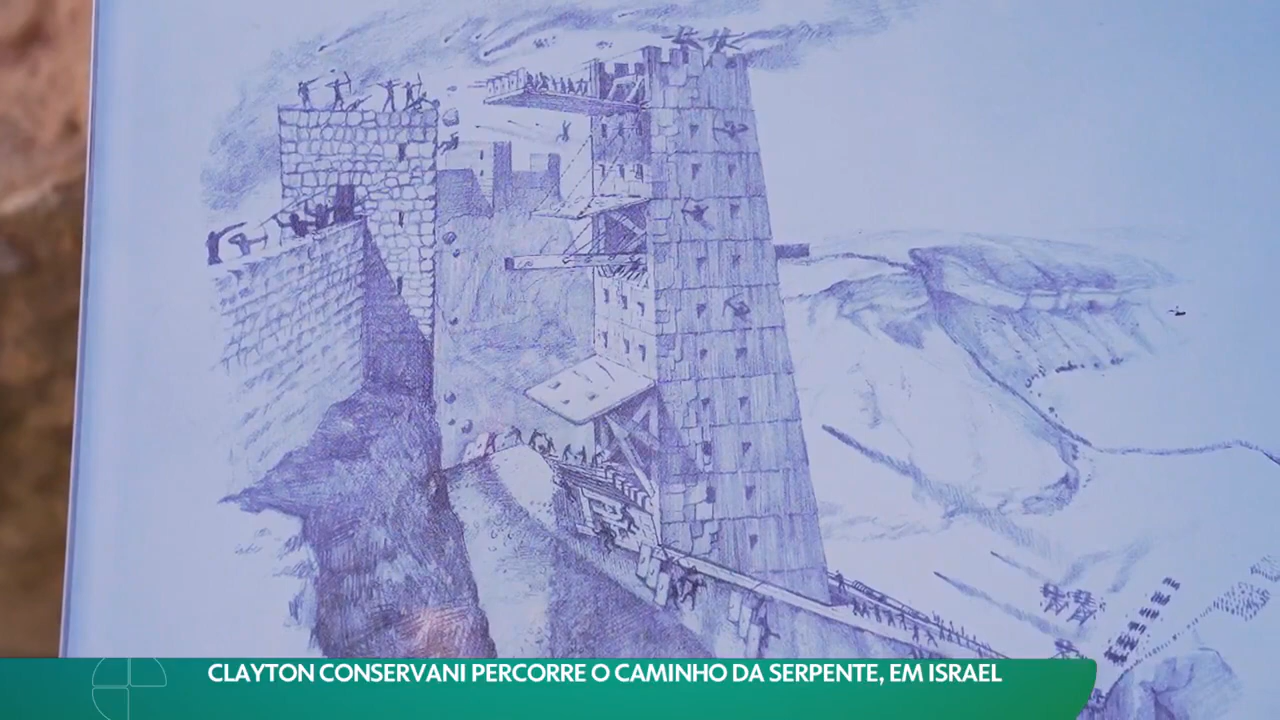 CLAYTON CONSERVANI PERCORRE O CAMINHO DA SERPENTE, EM ISRAEL